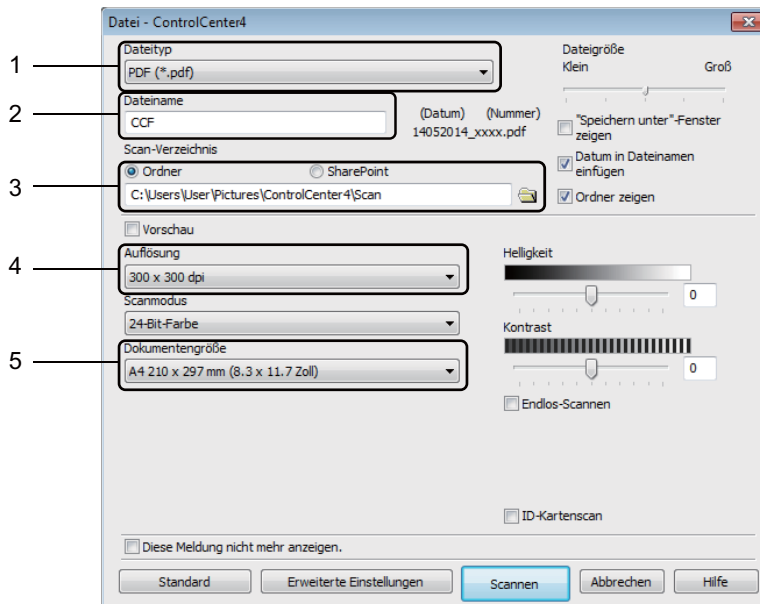 Datei - ControlCenter4
1
Dateityp
PDF (*.pdf)
Dateigröße
Klein Groß
2
Dateiname
CCF
(Datum) (Nummer)
14052014_xxxx.pdf
"Speichern unter"-Fenster
zeigen
Datum in Dateinamen
einfügen
Ordner zeigen
Scan-Verzeichnis
3
Ordner SharePoint
C:\Users\User\Pictures\ControlCenter4\Scan
Vorschau
4
Auflösung
300 x 300 dpi
Scanmodus
24-Bit-Farbe
5
Dokumentengröße
A4 210 x 297 mm (8.3 x 11.7 Zoll)
Helligkeit
0
Kontrast
0
Endlos-Scannen
ID-Kartenscan
Diese Meldung nicht mehr anzeigen.
Standard Erweiterte Einstellungen Scannen Abbrechen Hilfe